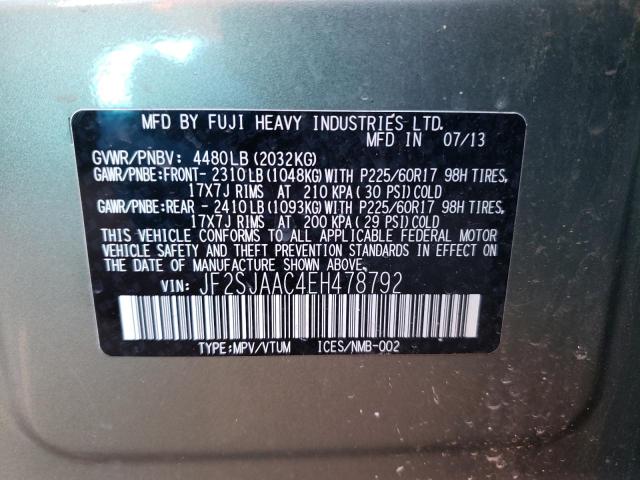 MFD BY FUJI HEAVY INDUSTRIES LTD.
MFD IN 07/13
GVWR/PNBV: 4480LB (2032KG)
GAWR/PNBE:FRONT- 2310 LB (1048KG) WITH P225/60R17 98H TIRES,
17X7J RIMS AT 210 KPA ( 30 PSI) COLD
GAWR/PNBE:REAR - 2410 LB (1093KG) WITH P225/60R17 98H TIRES,
17X7J RIMS AT 200 KPA ( 29 PSI) COLD
THIS VEHICLE CONFORMS TO ALL APPLICABLE FEDERAL MOTOR
VEHICLE SAFETY AND THEFT PREVENTION STANDARDS IN EFFECT ON
THE DATE OF MANUFACTURE SHOWN ABOVE.
VIN: JF2SJAAC4EH478792
TYPE:MPV/VTUM ICES/NMB-002